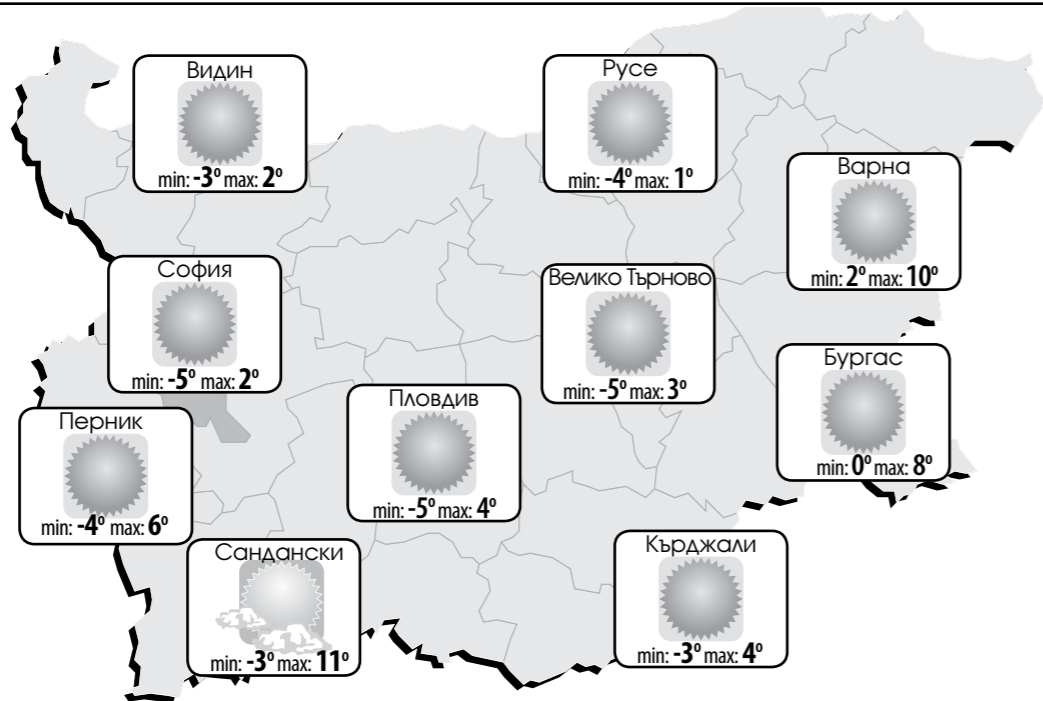 Видин
min: -3° max: 2°
Русе
min: -4° max: 1°
Варна
min: 2° max: 10°
София
min: -5° max: 2°
Велико Търново
min: -5° max: 3°
Бургас
min: 0° max: 8°
Пловдив
min: -5° max: 4°
Перник
min: -4° max: 6°
Сандански
min: -3° max: 11°
Кърджали
min: -3° max: 4°